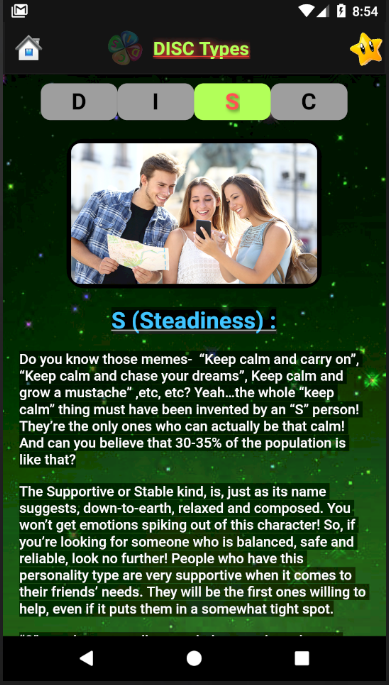 8:54
DISC Types
D I S C
S (Steadiness) :
Do you know those memes- “Keep calm and carry on”,
“Keep calm and chase your dreams”, Keep calm and
grow a mustache” ,etc, etc? Yeah…the whole “keep
calm” thing must have been invented by an “S” person!
They’re the only ones who can actually be that calm!
And can you believe that 30-35% of the population is
like that?
The Supportive or Stable kind, is, just as its name
suggests, down-to-earth, relaxed and composed. You
won’t get emotions spiking out of this character! So, if
you’re looking for someone who is balanced, safe and
reliable, look no further! People who have this
personality type are very supportive when it comes to
their friends’ needs. They will be the first ones willing to
help, even if it puts them in a somewhat tight spot.